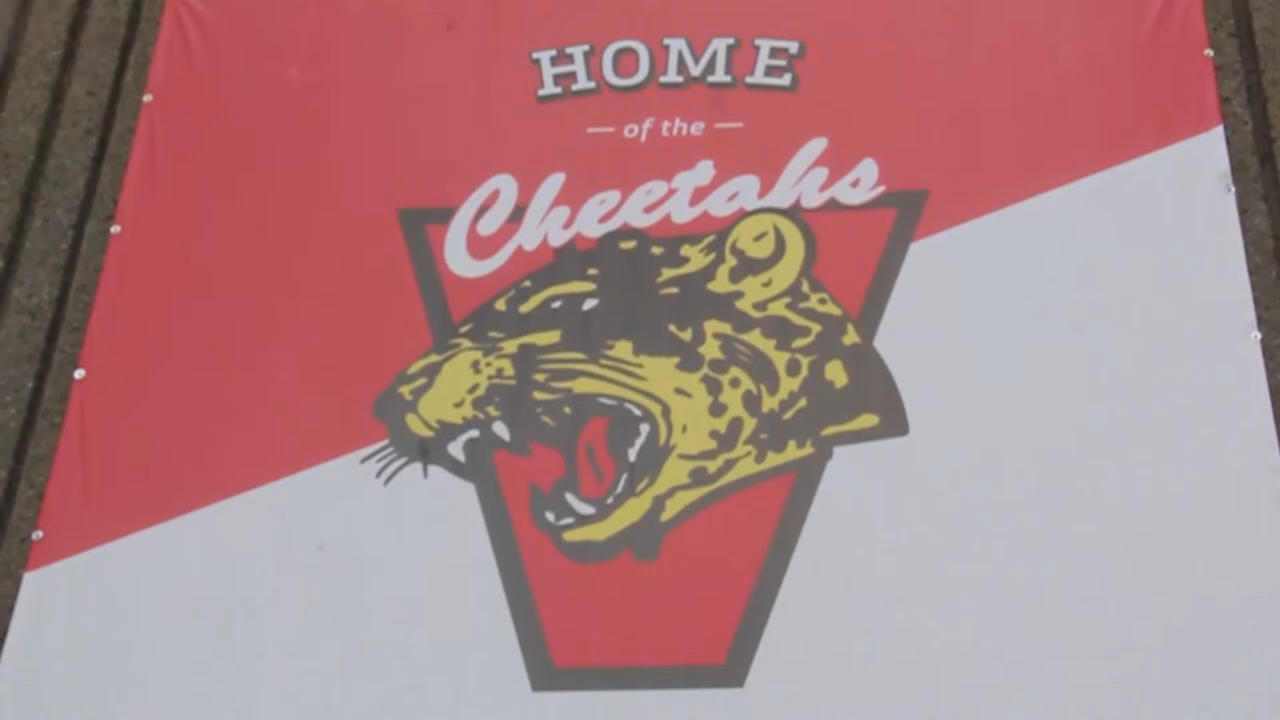 HOME
— of the —
Cheetahs